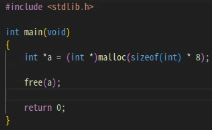 #include <stdlib.h>
int main(void)
{
    int *a = (int *)malloc(sizeof(int) * 8);
    free(a);
    return 0;
}